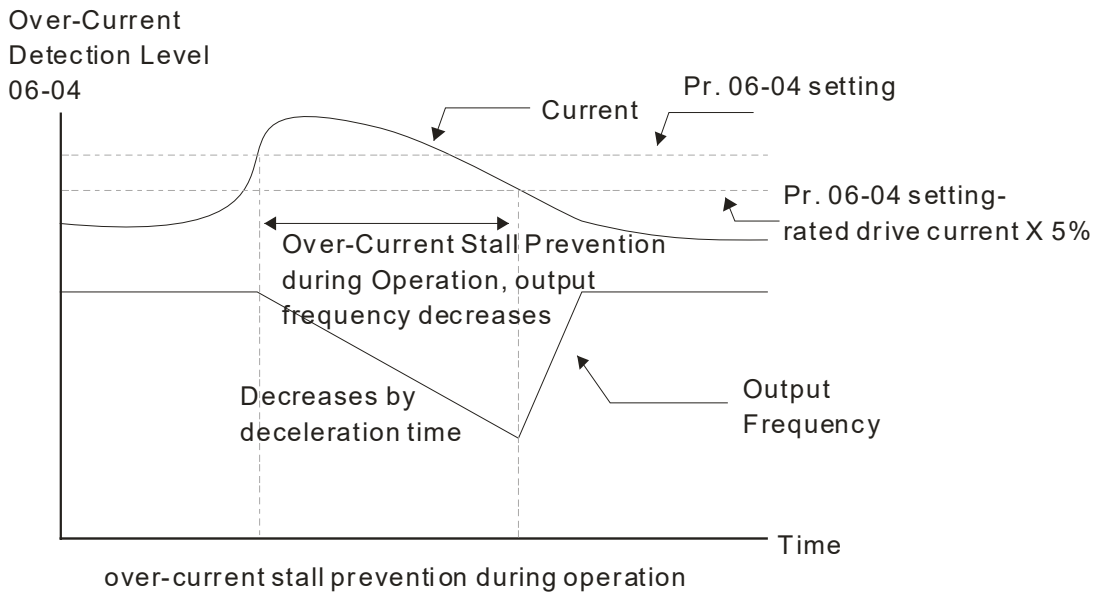 Over-Current
Detection Level
06-04
Pr. 06-04 setting
Current
Pr. 06-04 setting-
rated drive current X 5%
Over-Current Stall Prevention
during Operation, output
frequency decreases
Decreases by
deceleration time
Output
Frequency
Time
over-current stall prevention during operation